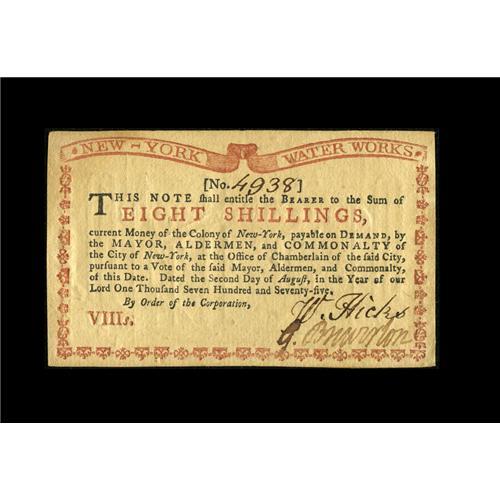 NEW-YORK WATER WORKS.
[No. 4938]
THIS NOTE ſhall entitle the BEARER to the Sum of
EIGHT SHILLINGS,
current Money of the Colony of New-York, payable on DEMAND, by
the MAYOR, ALDERMEN, and COMMONALTY of
the City of New-York, at the Office of Chamberlain of the ſaid City,
purſuant to a Vote of the ſaid Mayor, Aldermen, and Commonalty,
of this Date. Dated the Second Day of Auguſt, in the Year of our
Lord One Thouſand Seven Hundred and Seventy-five.
By Order of the Corporation,
VIIIs.
W. Hicks